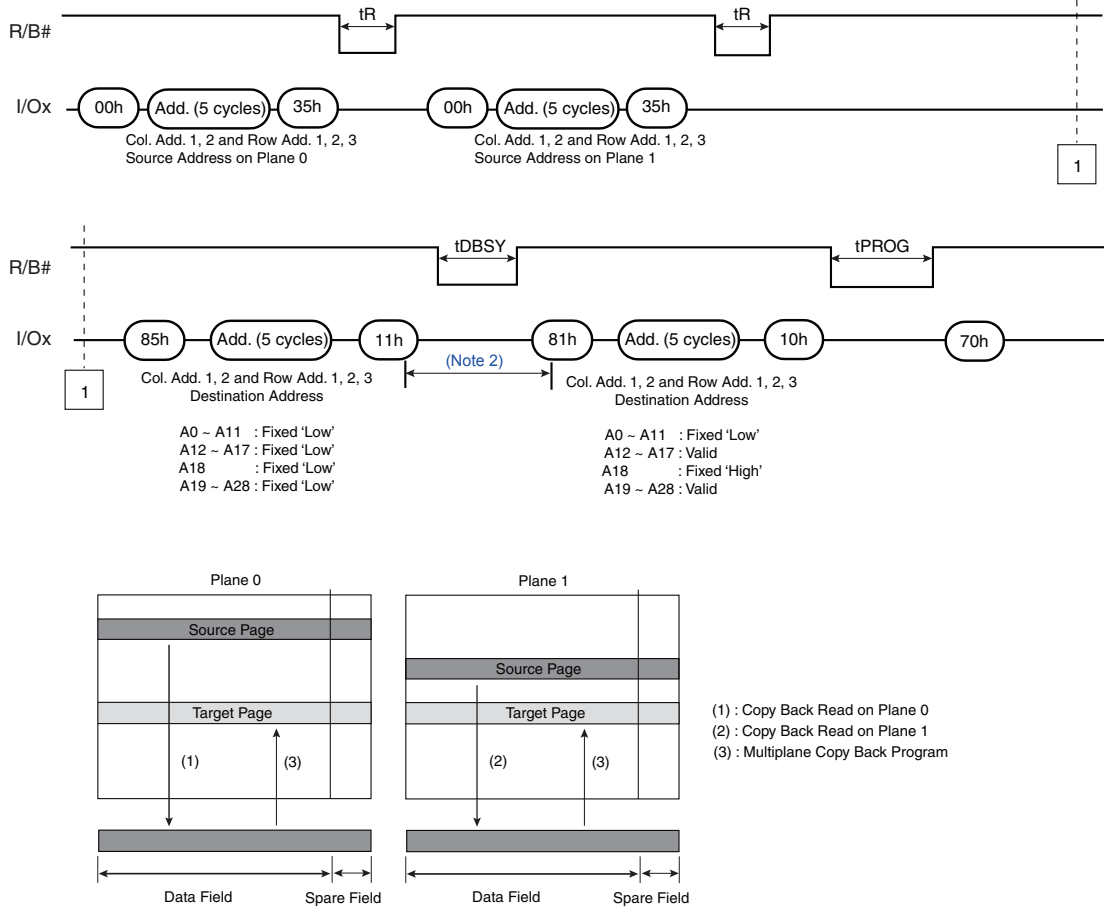 tR
tR
R/B#
I/Ox
00h
Add. (5 cycles)
35h
00h
Add. (5 cycles)
35h
Col. Add. 1, 2 and Row Add. 1, 2, 3
Source Address on Plane 0
Col. Add. 1, 2 and Row Add. 1, 2, 3
Source Address on Plane 1
1
tDBSY
tPROG
R/B#
I/Ox
85h
Add. (5 cycles)
11h
(Note 2)
81h
Add. (5 cycles)
10h
70h
1
Col. Add. 1, 2 and Row Add. 1, 2, 3
Destination Address
A0 ~ A11 : Fixed ‘Low’
A12 ~ A17 : Fixed ‘Low’
A18 : Fixed ‘Low’
A19 ~ A28 : Fixed ‘Low’
Col. Add. 1, 2 and Row Add. 1, 2, 3
Destination Address
A0 ~ A11 : Fixed ‘Low’
A12 ~ A17 : Valid
A18 : Fixed ‘High’
A19 ~ A28 : Valid
Plane 0
Source Page
Target Page
(1)
(3)
Data Field
Spare Field
Plane 1
Source Page
Target Page
(2)
(3)
Data Field
Spare Field
(1) : Copy Back Read on Plane 0
(2) : Copy Back Read on Plane 1
(3) : Multiplane Copy Back Program